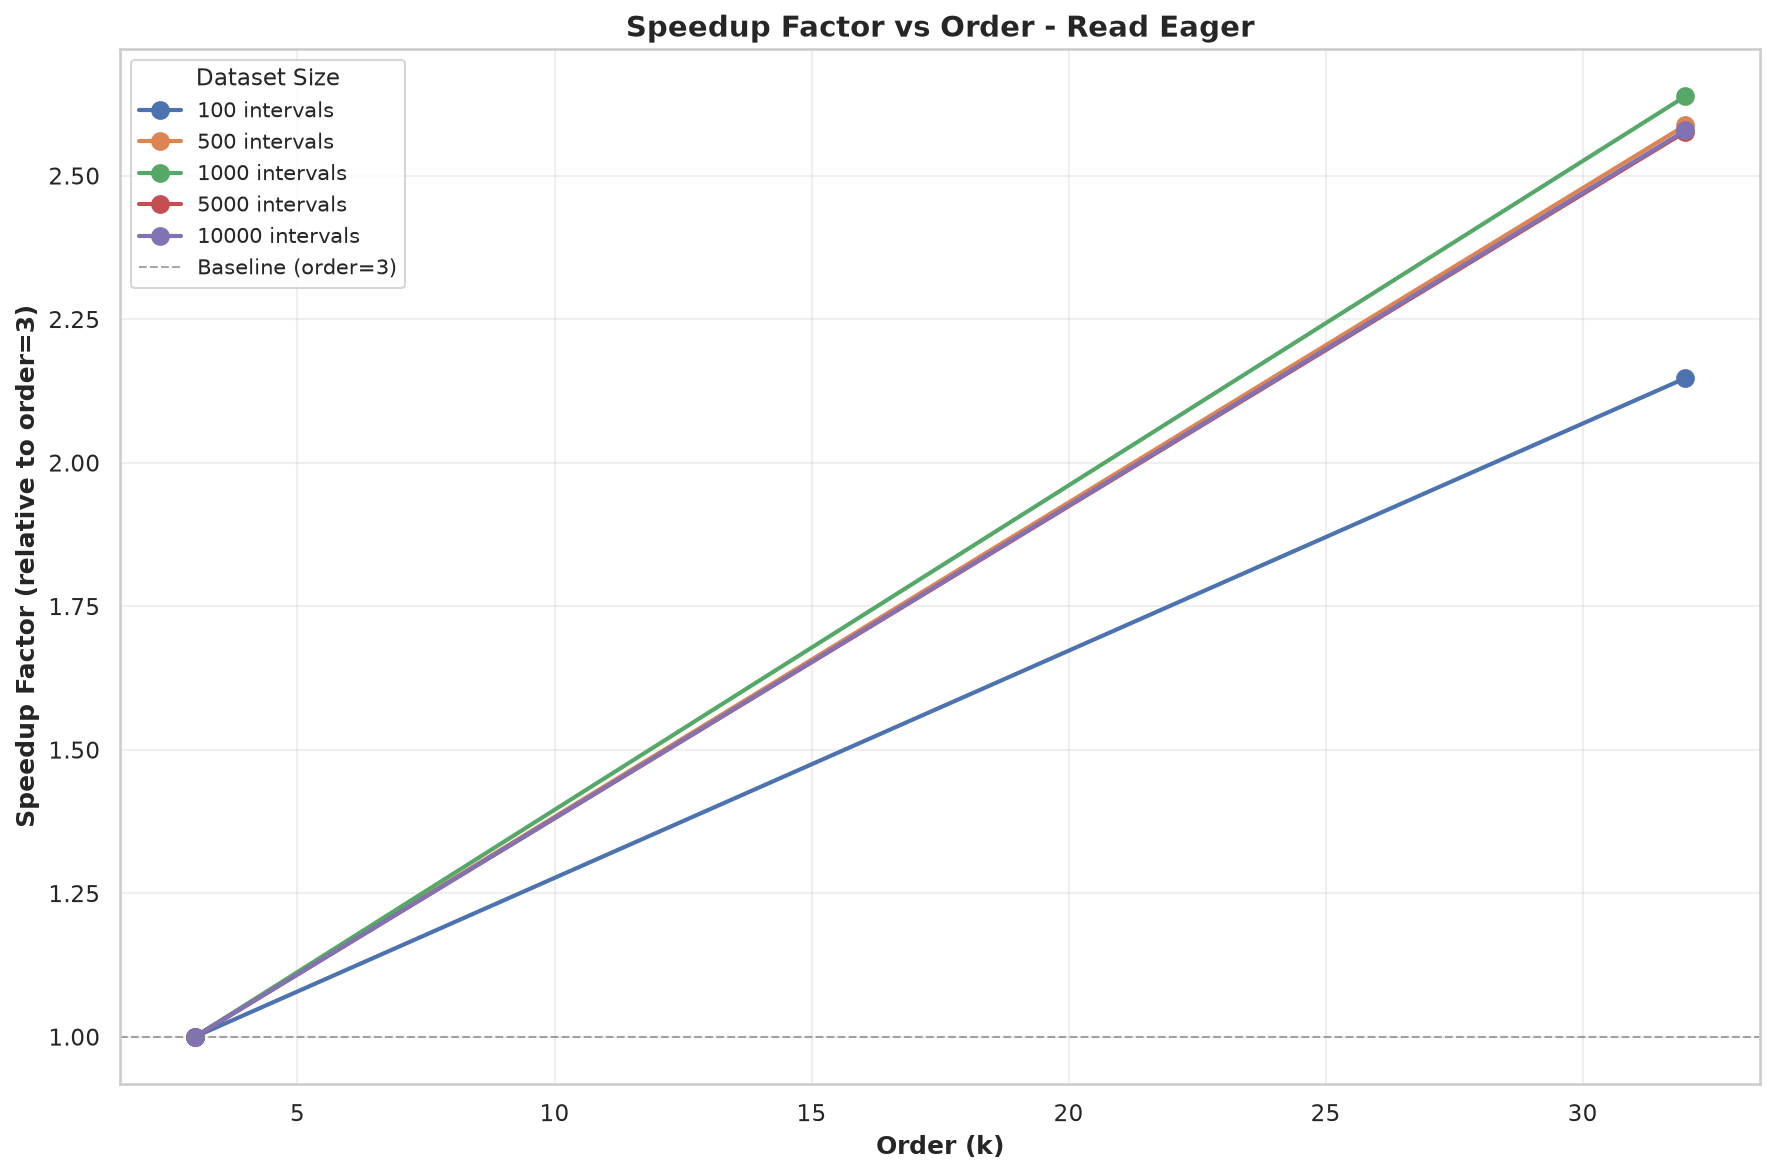 Speedup Factor vs Order - Read Eager
Dataset Size
100 intervals
500 intervals
1000 intervals
5000 intervals
10000 intervals
Baseline (order=3)
Speedup Factor (relative to order=3)
2.50
2.25
2.00
1.75
1.50
1.25
1.00
5 10 15 20 25 30
Order (k)